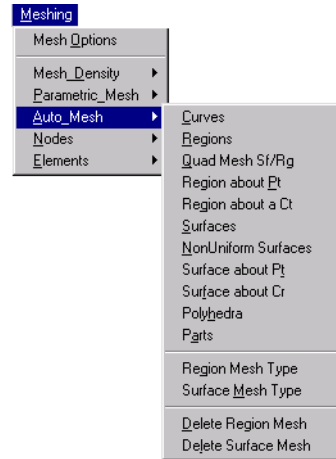 Meshing
Mesh Options
Mesh_Density
Parametric_Mesh
Auto_Mesh
Nodes
Elements
Curves
Regions
Quad Mesh Sf/Rg
Region about Pt
Region about a Ct
Surfaces
NonUniform Surfaces
Surface about Pt
Surface about Cr
Polyhedra
Parts
Region Mesh Type
Surface Mesh Type
Delete Region Mesh
Delete Surface Mesh